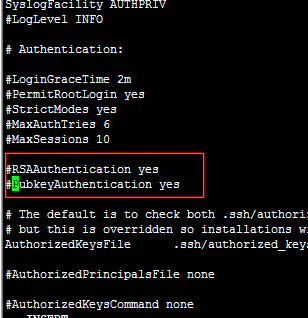 SyslogFacility AUTHPRIV
#LogLevel INFO
# Authentication:
#LoginGraceTime 2m
#PermitRootLogin yes
#StrictModes yes
#MaxAuthTries 6
#MaxSessions 10
#RSAAuthentication yes
#PubkeyAuthentication yes
# The default is to check both .ssh/authori
# but this is overridden so installations wi
AuthorizedKeysFile .ssh/authorized_keys
#AuthorizedPrincipalsFile none
#AuthorizedKeysCommand none